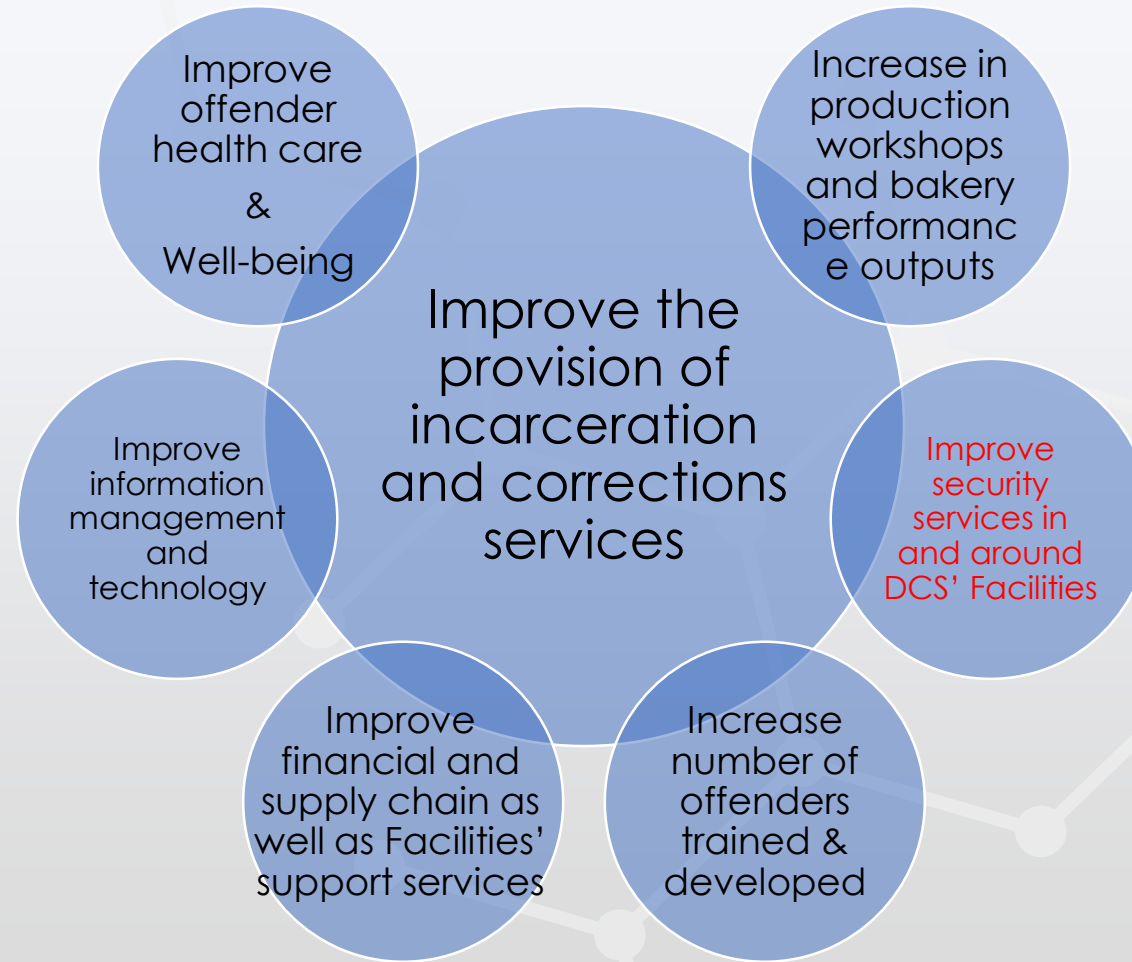 Improve
offender
health care
&
Well-being
Increase in
production
workshops
and bakery
performanc
e outputs
Improve the
provision of
incarceration
and corrections
services
Improve
information
management
and
technology
Improve
security
services in
and around
DCS’ Facilities
Improve
financial and
supply chain as
well as Facilities’
support services
Increase
number of
offenders
trained &
developed